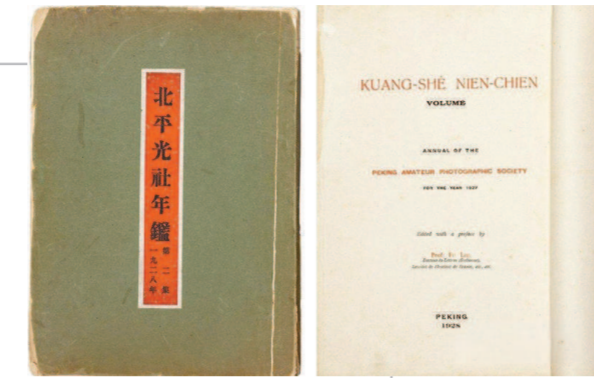 北平光社年鑑
第二集
一九二八年
KUANG-SHÊ NIEN-CHIEN
VOLUME
ANNUAL OF THE
PEKING AMATEUR PHOTOGRAPHIC SOCIETY
FOR THE YEAR 1927
Edited with a preface by
PEKING
1928